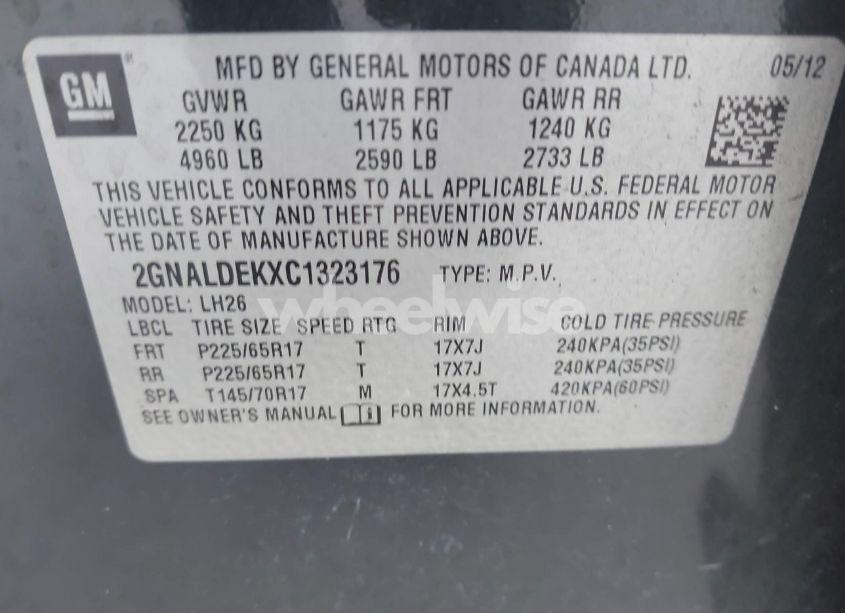 GM
MFD BY GENERAL MOTORS OF CANADA LTD. 05/12
GVWR GAWR FRT GAWR RR
2250 KG 1175 KG 1240 KG
4960 LB 2590 LB 2733 LB
THIS VEHICLE CONFORMS TO ALL APPLICABLE U.S. FEDERAL MOTOR
VEHICLE SAFETY AND THEFT PREVENTION STANDARDS IN EFFECT ON
THE DATE OF MANUFACTURE SHOWN ABOVE.
2GNALDEKXC1323176 TYPE: M.P.V.
MODEL: LH26
wheelwise
LBCL TIRE SIZE SPEED RTG RIM COLD TIRE PRESSURE
FRT P225/65R17 T 17X7J 240KPA(35PSI)
RR P225/65R17 T 17X7J 240KPA(35PSI)
SPA T145/70R17 M 17X4.5T 420KPA(60PSI)
SEE OWNER'S MANUAL i FOR MORE INFORMATION.